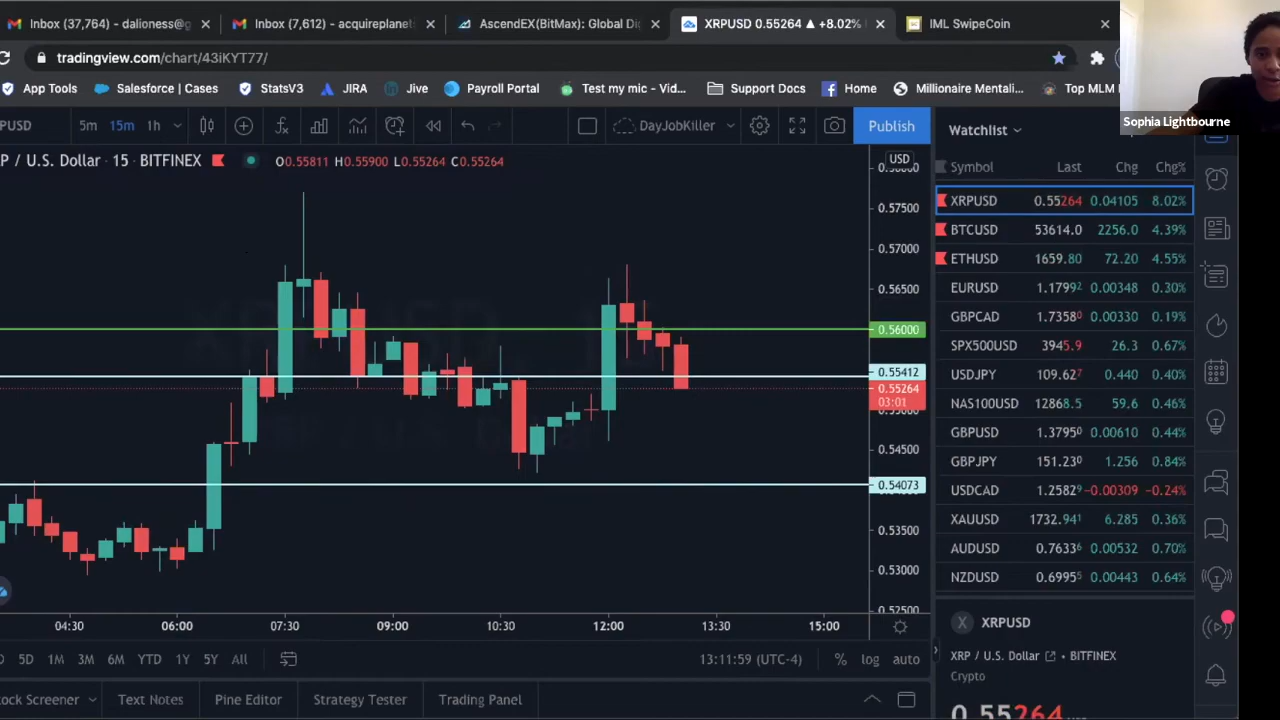 Inbox (37,764) - dalioness@g
Inbox (7,612) - acquireplanet
AscendEX(BitMax): Global Di
XRPUSD 0.55264 ▲ +8.02%
IML SwipeCoin
tradingview.com/chart/43iKYT77/
App Tools
Salesforce | Cases
StatsV3
JIRA
Jive
Payroll Portal
Test my mic - Vid...
Support Docs
Home
Millionaire Mentali...
Top MLM
Sophia Lightbourne
PUSD
5m
15m
1h
DayJobKiller
Publish
Watchlist
P / U.S. Dollar · 15 · BITFINEX
O0.55811 H0.55900 L0.55264 C0.55264
USD
Symbol Last Chg Chg%
XRPUSD 0.55264 0.04105 8.02%
BTCUSD 53614.0 2256.0 4.39%
ETHUSD 1659.80 72.20 4.55%
EURUSD 1.17992 0.00348 0.30%
GBPCAD 1.73580 0.00330 0.19%
SPX500USD 3945.9 26.3 0.67%
USDJPY 109.627 0.440 0.40%
NAS100USD 12868.5 59.6 0.46%
GBPUSD 1.37950 0.00610 0.44%
GBPJPY 151.230 1.256 0.84%
USDCAD 1.25829 -0.00309 -0.24%
XAUUSD 1732.941 6.285 0.36%
AUDUSD 0.76336 0.00532 0.70%
NZDUSD 0.69955 0.00443 0.64%
0.57500
0.57000
0.56500
0.56000
0.55412
0.55264
03:01
0.54500
0.54073
0.53500
0.53000
0.52500
04:30
06:00
07:30
09:00
10:30
12:00
13:30
15:00
5D
1M
3M
6M
YTD
1Y
5Y
All
13:11:59 (UTC-4)
%
log
auto
tock Screener
Text Notes
Pine Editor
Strategy Tester
Trading Panel
X
XRPUSD
XRP / U.S. Dollar • BITFINEX
Crypto
0.55264